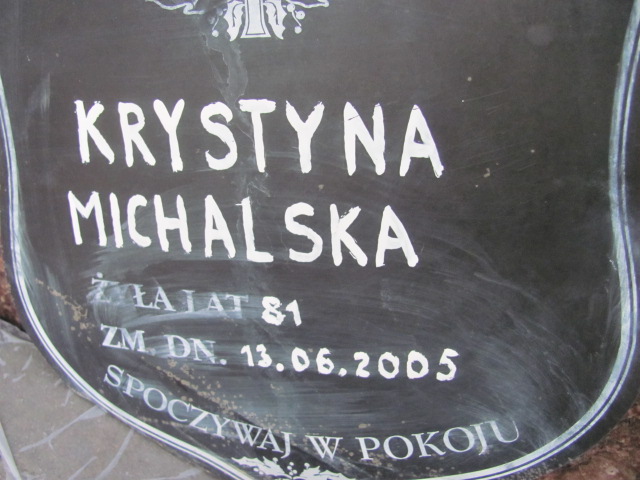 KRYSTYNA
MICHALSKA
ŻYŁA LAT 81
ZM. DN. 13.06.2005
SPOCZYWAJ W POKOJU